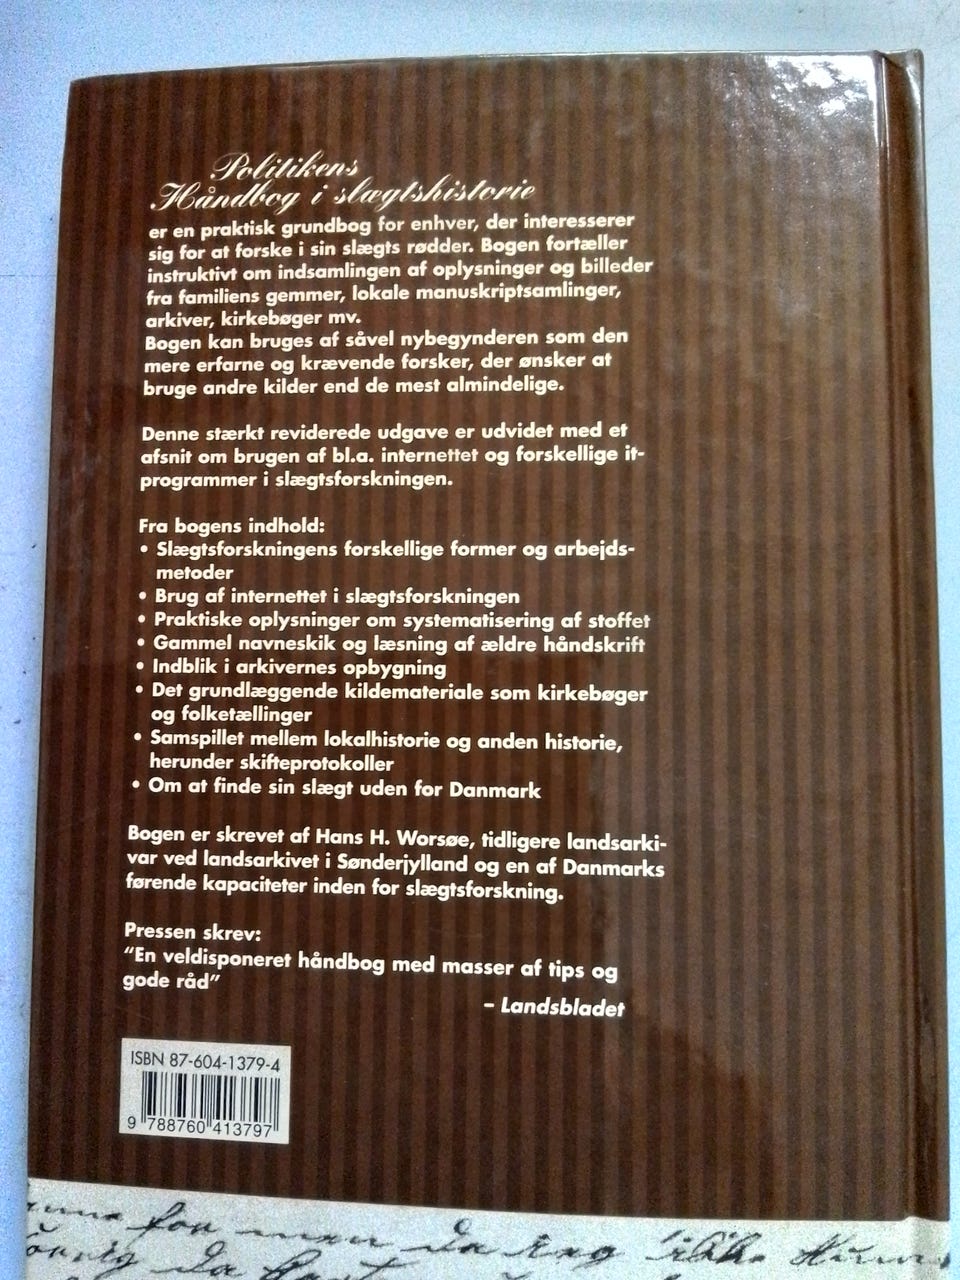 Politikens
Håndbog i slægtshistorie
er en praktisk grundbog for enhver, der interesserer
sig for at forske i sin slægts rødder. Bogen fortæller
instruktivt om indsamlingen af oplysninger og billeder
fra familiens gemmer, lokale manuskriptsamlinger,
arkiver, kirkebøger mv.
Bogen kan bruges af såvel nybegynderen som den
mere erfarne og krævende forsker, der ønsker at
bruge andre kilder end de mest almindelige.
Denne stærkt reviderede udgave er udvidet med et
afsnit om brugen af bl.a. internettet og forskellige it-
programmer i slægtsforskningen.
Fra bogens indhold:
• Slægtsforskningens forskellige former og arbejds-
metoder
• Brug af internettet i slægtsforskningen
• Praktiske oplysninger om systematisering af stoffet
• Gammel navneskik og læsning af ældre håndskrift
• Indblik i arkivernes opbygning
• Det grundlæggende kildemateriale som kirkebøger
og folketællinger
• Samspillet mellem lokalhistorie og anden historie,
herunder skifteprotokoller
• Om at finde sin slægt uden for Danmark
Bogen er skrevet af Hans H. Worsøe, tidligere landsarki-
var ved landsarkivet i Sønderjylland og en af Danmarks
førende kapaciteter inden for slægtsforskning.
Pressen skrev:
"En veldisponeret håndbog med masser af tips og
gode råd"
– Landsbladet
ISBN 87-604-1379-4
9 788760 413797
for man da jeg ikke
da